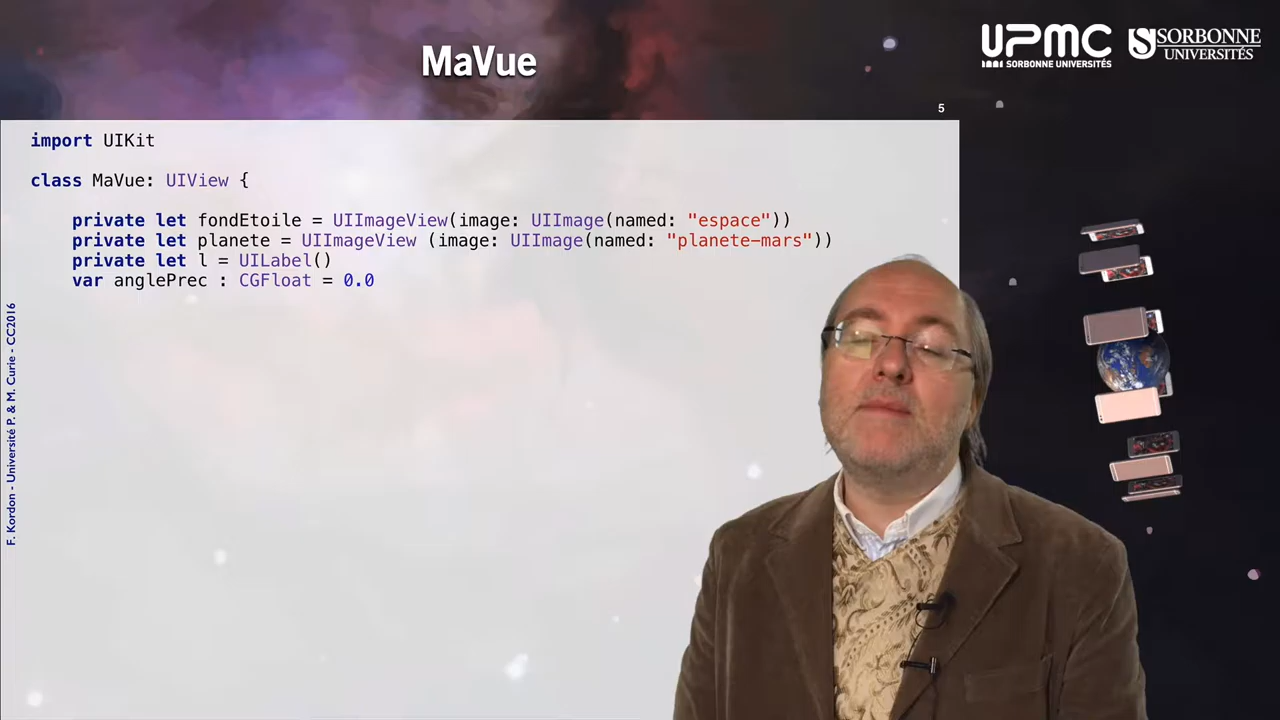 MaVue
UPMC
SORBONNE UNIVERSITÉS
SORBONNE
UNIVERSITÉS
5
import UIKit
class MaVue: UIView {
private let fondEtoile = UIImageView(image: UIImage(named: "espace"))
private let planete = UIImageView (image: UIImage(named: "planete-mars"))
private let l = UILabel()
var anglePrec : CGFloat = 0.0
F. Kordon - Université P. & M. Curie - CC2016